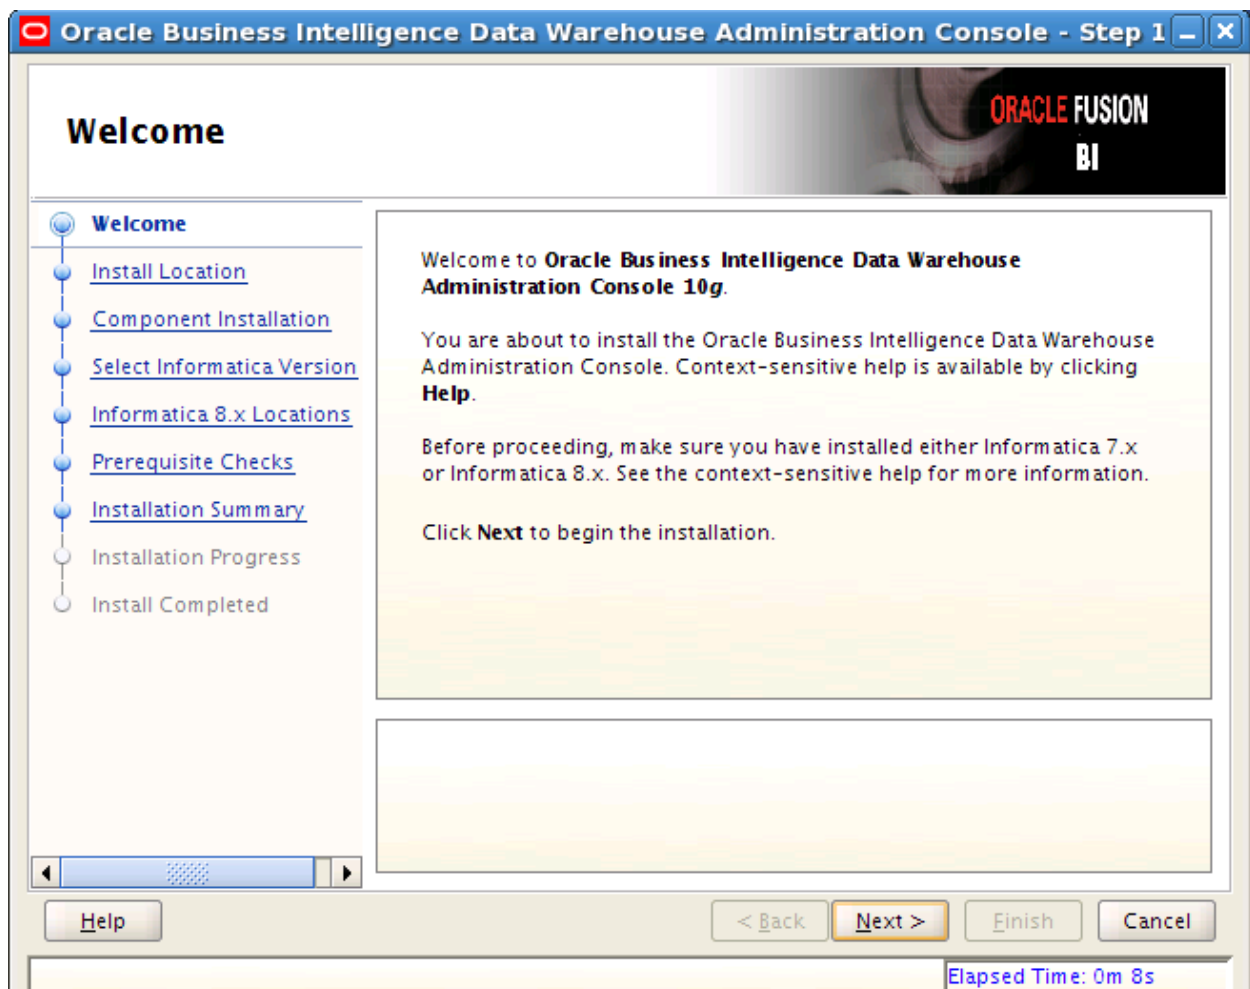 Oracle Business Intelligence Data Warehouse Administration Console - Step 1
Welcome
ORACLE FUSION
BI
Welcome
Install Location
Component Installation
Select Informatica Version
Informatica 8.x Locations
Prerequisite Checks
Installation Summary
Installation Progress
Install Completed
Welcome to Oracle Business Intelligence Data Warehouse
Administration Console 10g.
You are about to install the Oracle Business Intelligence Data Warehouse
Administration Console. Context-sensitive help is available by clicking
Help.
Before proceeding, make sure you have installed either Informatica 7.x
or Informatica 8.x. See the context-sensitive help for more information.
Click Next to begin the installation.
Help
< Back
Next >
Finish
Cancel
Elapsed Time: 0m 8s